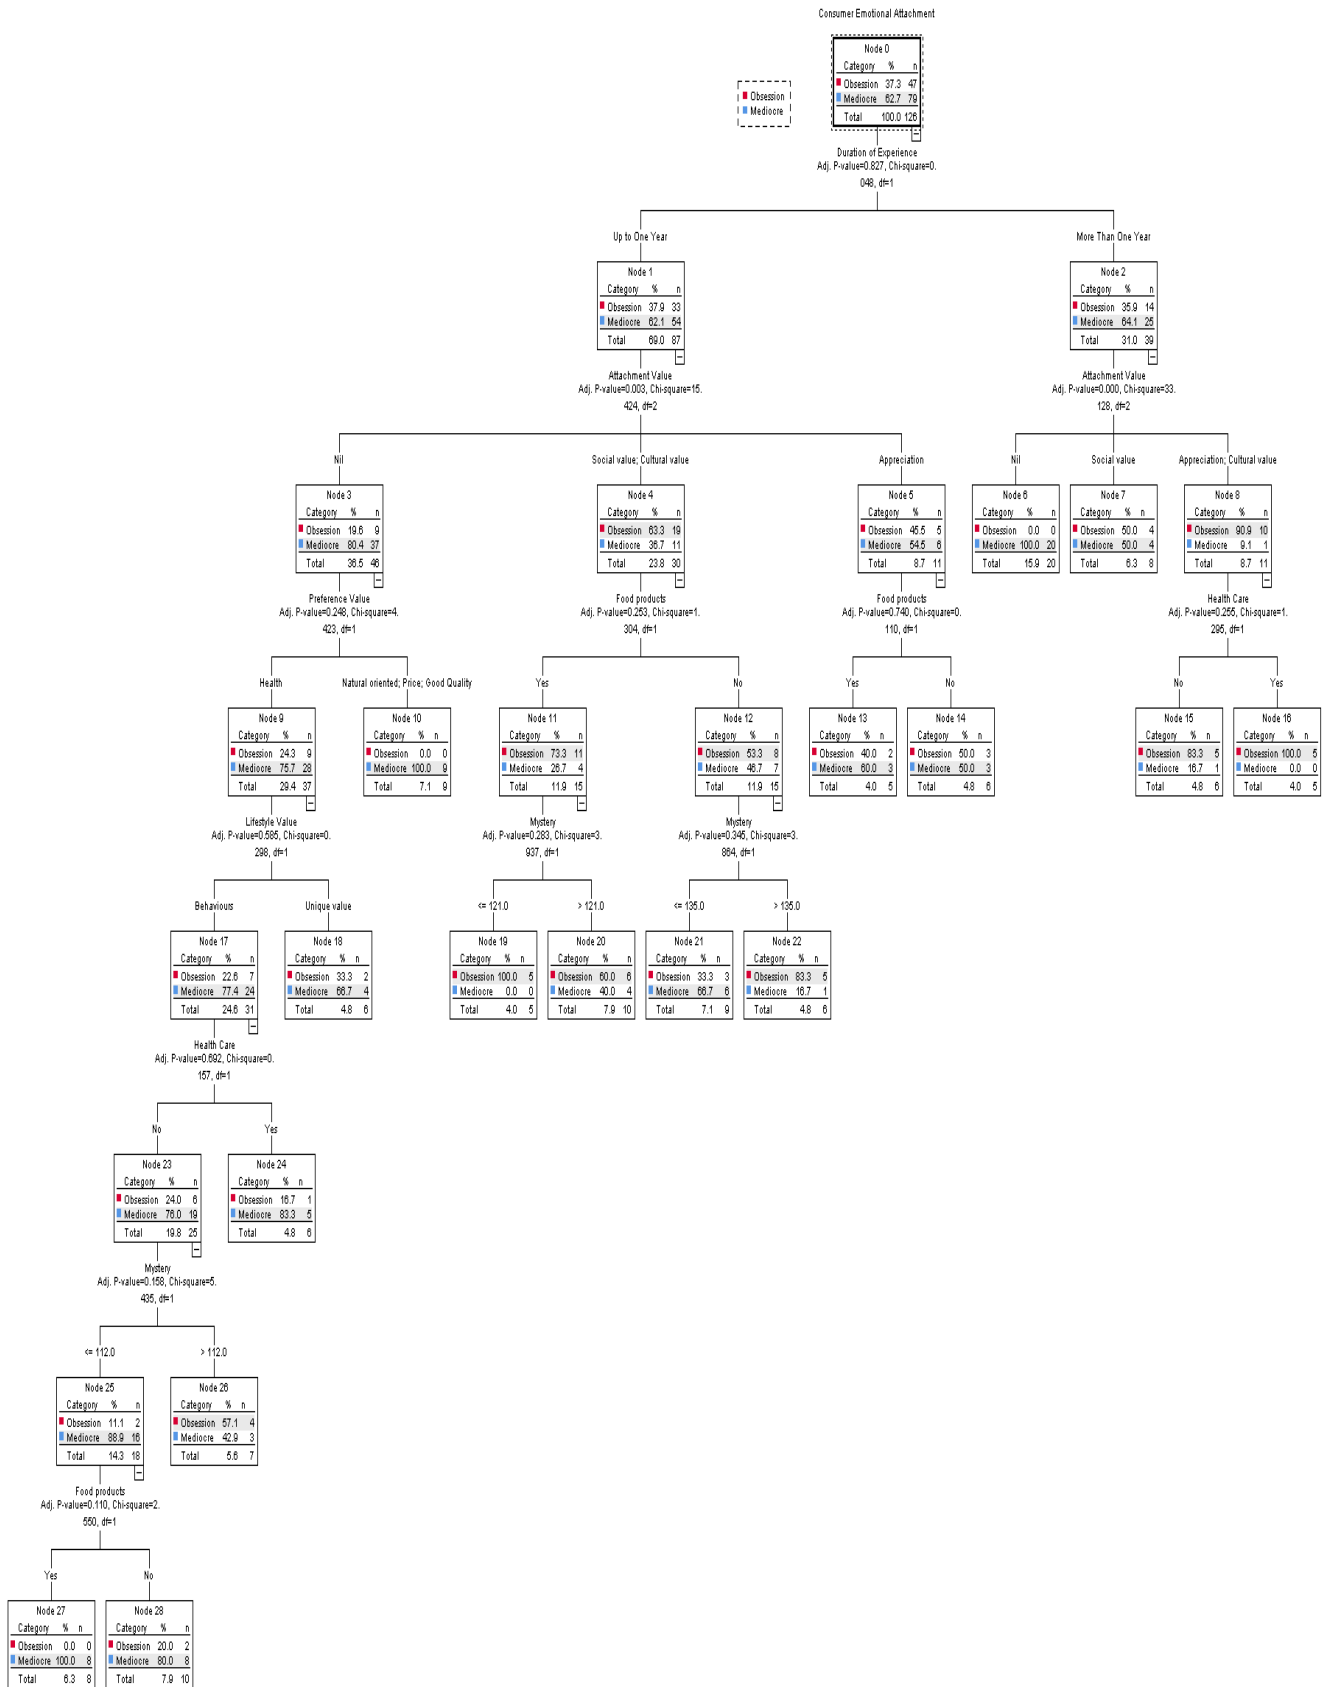 Consumer Emotional Attachment
Node 0
Category % n
Obsession 37.3 47
Mediocre 62.7 79
Total 100.0 126
Obsession
Mediocre
Duration of Experience
Adj. P-value=0.827, Chi-square=0.
048, df=1
Up to One Year
More Than One Year
Node 1
Category % n
Obsession 37.9 33
Mediocre 62.1 54
Total 69.0 87
Node 2
Category % n
Obsession 35.9 14
Mediocre 64.1 25
Total 31.0 39
Attachment Value
Adj. P-value=0.003, Chi-square=15.
424, df=2
Attachment Value
Adj. P-value=0.000, Chi-square=33.
128, df=2
Nil
Social value; Cultural value
Appreciation
Nil
Social value
Appreciation; Cultural value
Node 3
Category % n
Obsession 19.6 9
Mediocre 80.4 37
Total 36.5 46
Node 4
Category % n
Obsession 63.3 19
Mediocre 36.7 11
Total 23.8 30
Node 5
Category % n
Obsession 45.5 5
Mediocre 54.5 6
Total 8.7 11
Node 6
Category % n
Obsession 0.0 0
Mediocre 100.0 20
Total 15.9 20
Node 7
Category % n
Obsession 50.0 4
Mediocre 50.0 4
Total 6.3 8
Node 8
Category % n
Obsession 90.9 10
Mediocre 9.1 1
Total 8.7 11
Preference Value
Adj. P-value=0.248, Chi-square=4.
423, df=1
Food products
Adj. P-value=0.253, Chi-square=1.
304, df=1
Food products
Adj. P-value=0.740, Chi-square=0.
110, df=1
Health Care
Adj. P-value=0.255, Chi-square=1.
295, df=1
Health
Natural oriented; Price; Good Quality
Yes
No
Yes
No
No
Yes
Node 9
Category % n
Obsession 24.3 9
Mediocre 75.7 28
Total 29.4 37
Node 10
Category % n
Obsession 0.0 0
Mediocre 100.0 9
Total 7.1 9
Node 11
Category % n
Obsession 73.3 11
Mediocre 26.7 4
Total 11.9 15
Node 12
Category % n
Obsession 53.3 8
Mediocre 46.7 7
Total 11.9 15
Node 13
Category % n
Obsession 40.0 2
Mediocre 60.0 3
Total 4.0 5
Node 14
Category % n
Obsession 50.0 3
Mediocre 50.0 3
Total 4.8 6
Node 15
Category % n
Obsession 83.3 5
Mediocre 16.7 1
Total 4.8 6
Node 16
Category % n
Obsession 100.0 5
Mediocre 0.0 0
Total 4.0 5
Lifestyle Value
Adj. P-value=0.585, Chi-square=0.
298, df=1
Mystery
Adj. P-value=0.283, Chi-square=3.
937, df=1
Mystery
Adj. P-value=0.345, Chi-square=3.
864, df=1
Behaviours
Unique value
<= 121.0
> 121.0
<= 135.0
> 135.0
Node 17
Category % n
Obsession 22.6 7
Mediocre 77.4 24
Total 24.6 31
Node 18
Category % n
Obsession 33.3 2
Mediocre 66.7 4
Total 4.8 6
Node 19
Category % n
Obsession 100.0 5
Mediocre 0.0 0
Total 4.0 5
Node 20
Category % n
Obsession 60.0 6
Mediocre 40.0 4
Total 7.9 10
Node 21
Category % n
Obsession 33.3 3
Mediocre 66.7 6
Total 7.1 9
Node 22
Category % n
Obsession 83.3 5
Mediocre 16.7 1
Total 4.8 6
Health Care
Adj. P-value=0.692, Chi-square=0.
157, df=1
No
Yes
Node 23
Category % n
Obsession 24.0 6
Mediocre 76.0 19
Total 19.8 25
Node 24
Category % n
Obsession 16.7 1
Mediocre 83.3 5
Total 4.8 6
Mystery
Adj. P-value=0.158, Chi-square=5.
435, df=1
<= 112.0
> 112.0
Node 25
Category % n
Obsession 11.1 2
Mediocre 88.9 16
Total 14.3 18
Node 26
Category % n
Obsession 57.1 4
Mediocre 42.9 3
Total 5.6 7
Food products
Adj. P-value=0.110, Chi-square=2.
550, df=1
Yes
No
Node 27
Category % n
Obsession 0.0 0
Mediocre 100.0 8
Total 6.3 8
Node 28
Category % n
Obsession 20.0 2
Mediocre 80.0 8
Total 7.9 10